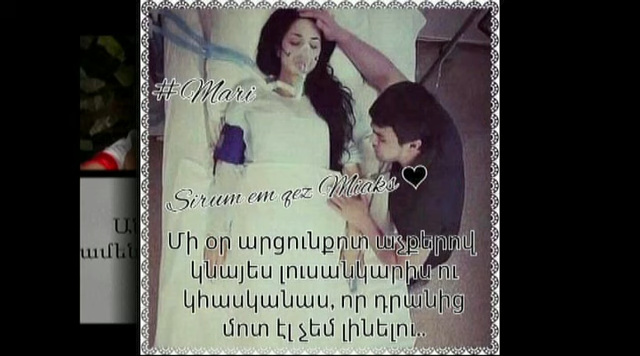 #Mari
Sirum em qez Miaks
Մի օր արցունքոտ աչքերով
կնայես լուսանկարիս ու
կհասկանաս, որ դրանից
մոտ էլ չեմ լինելու..